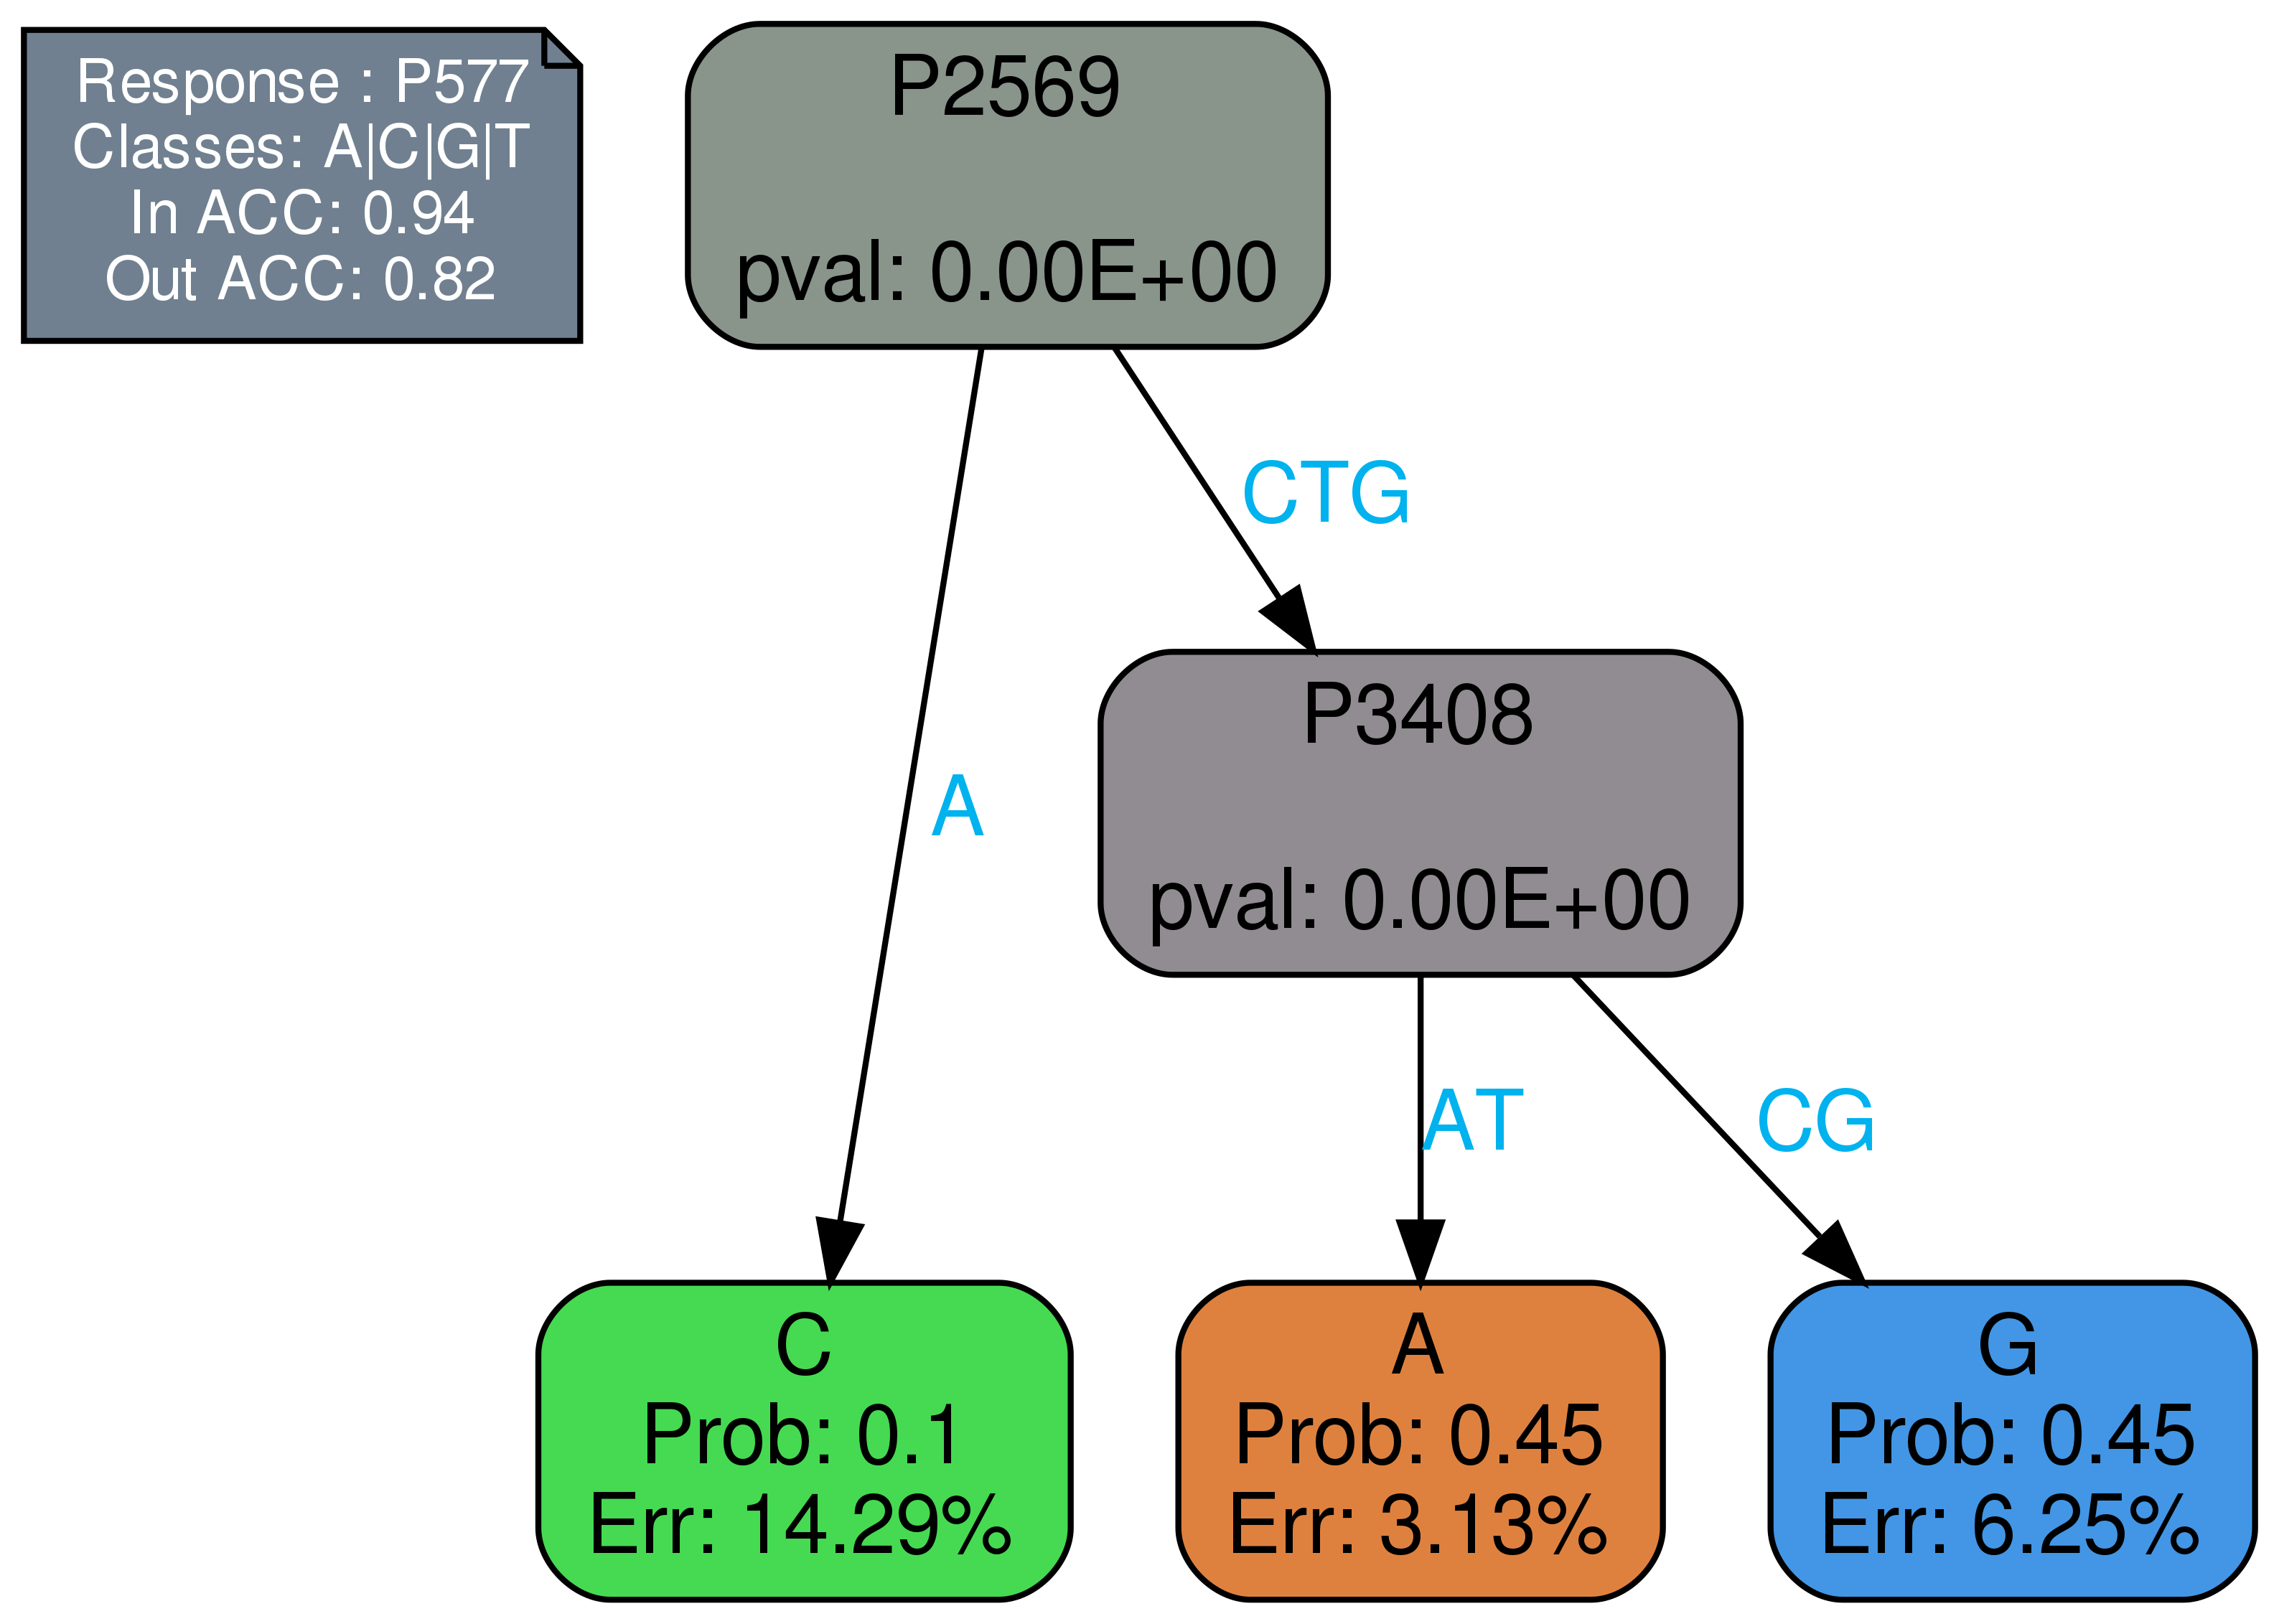 Response : P577
Classes: A|C|G|T
In ACC: 0.94
Out ACC: 0.82
P2569
pval: 0.00E+00
CTG
P3408
pval: 0.00E+00
A
AT
CG
C
Prob: 0.1
Err: 14.29%
A
Prob: 0.45
Err: 3.13%
G
Prob: 0.45
Err: 6.25%